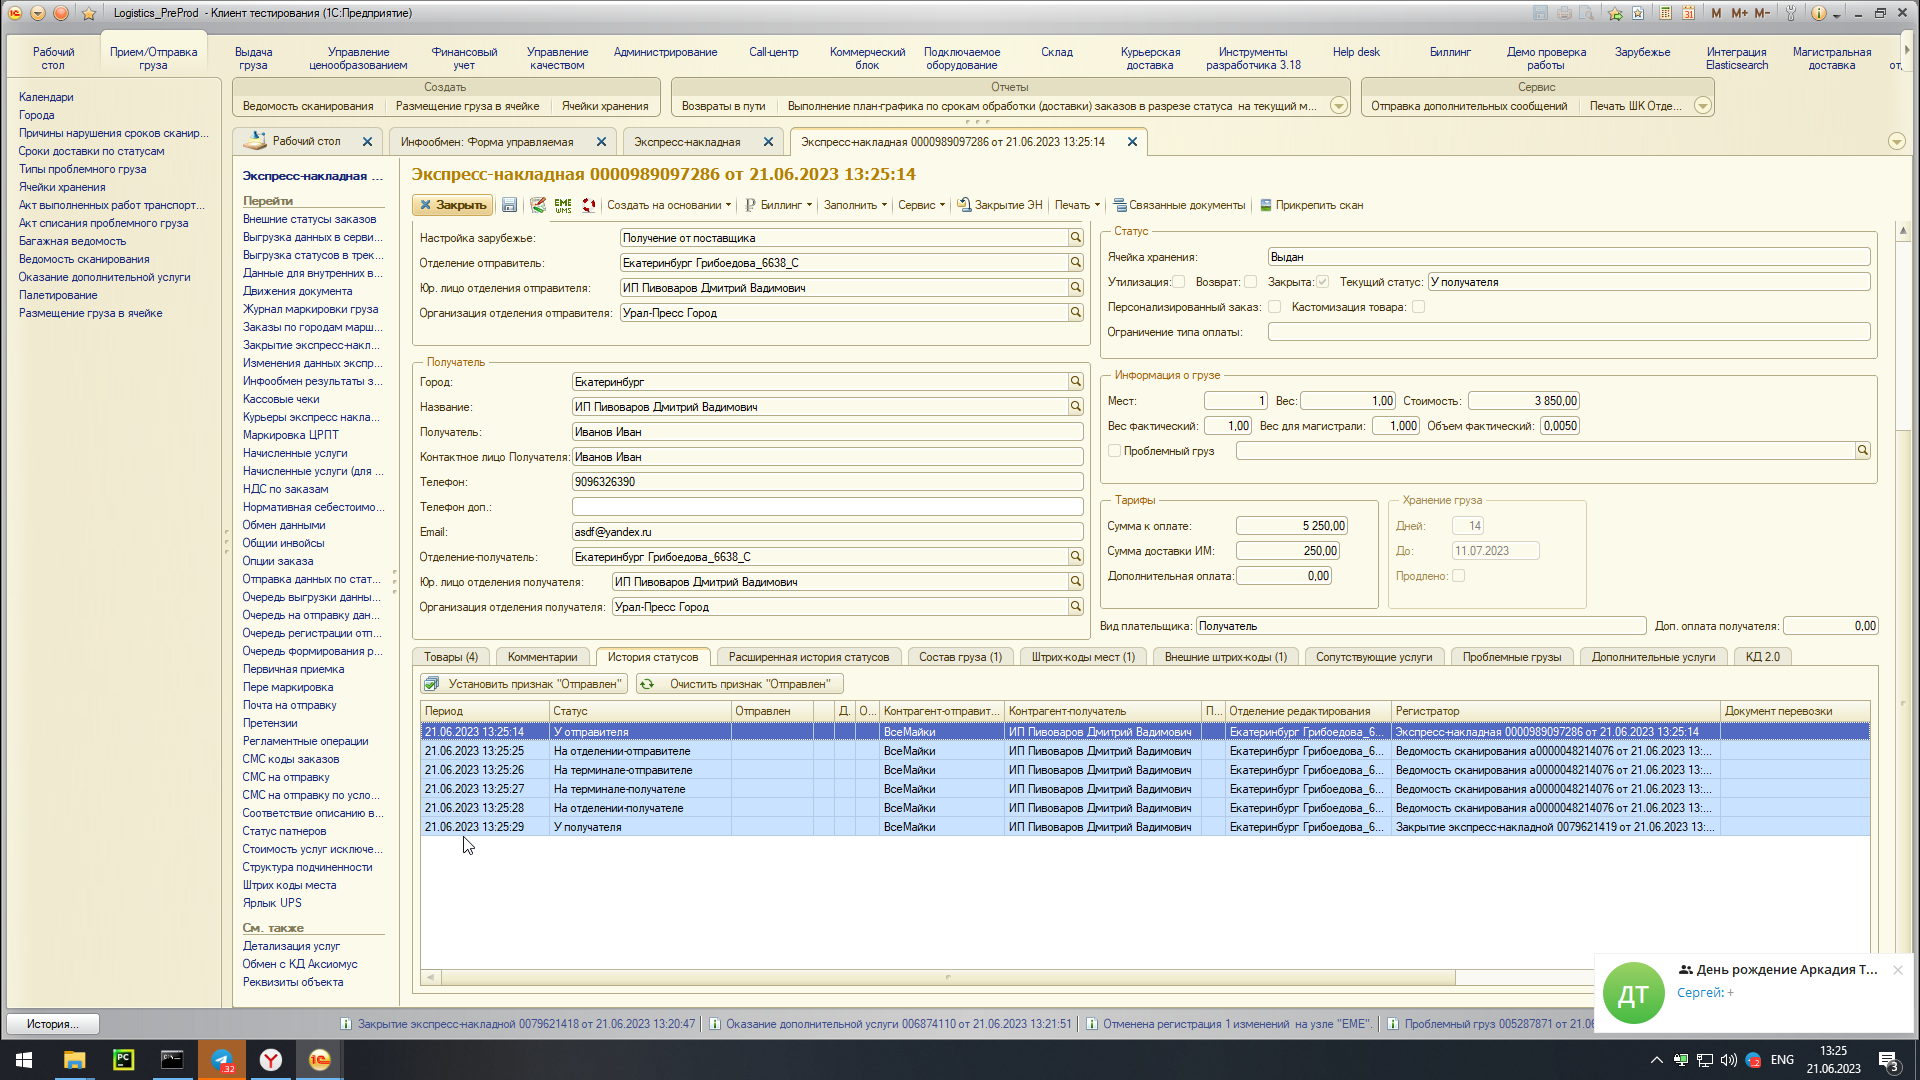 Logistics_PreProd - Клиент тестирования (1С:Предприятие)
M M+ M-
Рабочий стол
Прием/Отправка груза
Выдача груза
Управление ценообразованием
Финансовый учет
Управление качеством
Администрирование
Call-центр
Коммерческий блок
Подключаемое оборудование
Склад
Курьерская доставка
Инструменты разработчика 3.18
Help desk
Биллинг
Демо проверка работы
Зарубежье
Интеграция Elasticsearch
Магистральная доставка
Создать
Ведомость сканирования
Размещение груза в ячейке
Ячейки хранения
Отчеты
Возвраты в пути
Выполнение план-графика по срокам обработки (доставки) заказов в разрезе статуса на текущий м...
Сервис
Отправка дополнительных сообщений
Печать ШК Отде...
Календари
Города
Причины нарушения сроков сканир...
Сроки доставки по статусам
Типы проблемного груза
Ячейки хранения
Акт выполненных работ транспорт...
Акт списания проблемного груза
Багажная ведомость
Ведомость сканирования
Оказание дополнительной услуги
Палетирование
Размещение груза в ячейке
Рабочий стол
Инфообмен: Форма управляемая
Экспресс-накладная
Экспресс-накладная 0000989097286 от 21.06.2023 13:25:14
Экспресс-накладная ...
Перейти
Внешние статусы заказов
Выгрузка данных в серви...
Выгрузка статусов в трек...
Данные для внутренних в...
Движения документа
Журнал маркировки груза
Заказы по городам марш...
Закрытие экспресс-накл...
Изменения данных экспр...
Инфообмен результаты з...
Кассовые чеки
Курьеры экспресс накла...
Маркировка ЦРПТ
Начисленные услуги
Начисленные услуги (для ...
НДС по заказам
Нормативная себестоимо...
Обмен данными
Общии инвойсы
Опции заказа
Отправка данных по стат...
Очередь выгрузки данны...
Очередь на отправку дан...
Очередь регистрации отп...
Очередь формирования р...
Первичная приемка
Пере маркировка
Почта на отправку
Претензии
Регламентные операции
СМС коды заказов
СМС на отправку
СМС на отправку по усло...
Соответствие описанию в...
Статус патнеров
Стоимость услуг исключе...
Структура подчиненности
Штрих коды места
Ярлык UPS
См. также
Детализация услуг
Обмен с КД Аксиомус
Реквизиты объекта
Экспресс-накладная 0000989097286 от 21.06.2023 13:25:14
Закрыть
EME WMS
Создать на основании
Биллинг
Заполнить
Сервис
Закрытие ЭН
Печать
Связанные документы
Прикрепить скан
Настройка зарубежье: Получение от поставщика
Отделение отправитель: Екатеринбург Грибоедова_6638_С
Юр. лицо отделения отправителя: ИП Пивоваров Дмитрий Вадимович
Организация отделения отправителя: Урал-Пресс Город
Получатель
Город: Екатеринбург
Название: ИП Пивоваров Дмитрий Вадимович
Получатель: Иванов Иван
Контактное лицо Получателя: Иванов Иван
Телефон: 9096326390
Телефон доп.:
Email: asdf@yandex.ru
Отделение-получатель: Екатеринбург Грибоедова_6638_С
Юр. лицо отделения получателя: ИП Пивоваров Дмитрий Вадимович
Организация отделения получателя: Урал-Пресс Город
Статус
Ячейка хранения: Выдан
Утилизация: Возврат: Закрыта: Текущий статус: У получателя
Персонализированный заказ: Кастомизация товара:
Ограничение типа оплаты:
Информация о грузе
Мест: 1 Вес: 1,00 Стоимость: 3 850,00
Вес фактический: 1,00 Вес для магистрали: 1,000 Объем фактический: 0,0050
Проблемный груз
Тарифы
Сумма к оплате: 5 250,00
Сумма доставки ИМ: 250,00
Дополнительная оплата: 0,00
Хранение груза
Дней: 14
До: 11.07.2023
Продлено:
Вид плательщика: Получатель Доп. оплата получателя: 0,00
Товары (4)
Комментарии
История статусов
Расширенная история статусов
Состав груза (1)
Штрих-коды мест (1)
Внешние штрих-коды (1)
Сопутствующие услуги
Проблемные грузы
Дополнительные услуги
КД 2.0
Установить признак "Отправлен"
Очистить признак "Отправлен"
Период Статус Отправлен Д. О... Контрагент-отправит... Контрагент-получатель П... Отделение редактирования Регистратор Документ перевозки
21.06.2023 13:25:14 У отправителя ВсеМайки ИП Пивоваров Дмитрий Вадимович Екатеринбург Грибоедова_6... Экспресс-накладная 0000989097286 от 21.06.2023 13:25:14
21.06.2023 13:25:25 На отделении-отправителе ВсеМайки ИП Пивоваров Дмитрий Вадимович Екатеринбург Грибоедова_6... Ведомость сканирования а0000048214076 от 21.06.2023 13:...
21.06.2023 13:25:26 На терминале-отправителе ВсеМайки ИП Пивоваров Дмитрий Вадимович Екатеринбург Грибоедова_6... Ведомость сканирования а0000048214076 от 21.06.2023 13:...
21.06.2023 13:25:27 На терминале-получателе ВсеМайки ИП Пивоваров Дмитрий Вадимович Екатеринбург Грибоедова_6... Ведомость сканирования а0000048214076 от 21.06.2023 13:...
21.06.2023 13:25:28 На отделении-получателе ВсеМайки ИП Пивоваров Дмитрий Вадимович Екатеринбург Грибоедова_6... Ведомость сканирования а0000048214076 от 21.06.2023 13:...
21.06.2023 13:25:29 У получателя ВсеМайки ИП Пивоваров Дмитрий Вадимович Екатеринбург Грибоедова_6... Закрытие экспресс-накладной 0079621419 от 21.06.2023 13:...
ДТ
День рождение Аркадия Т...
Сергей: +
История...
Закрытие экспресс-накладной 0079621418 от 21.06.2023 13:20:47
Оказание дополнительной услуги 006874110 от 21.06.2023 13:21:51
Отменена регистрация 1 изменений на узле "EME".
Проблемный груз 005287871 от 21.06
PC
32
ENG
13:25
21.06.2023
3